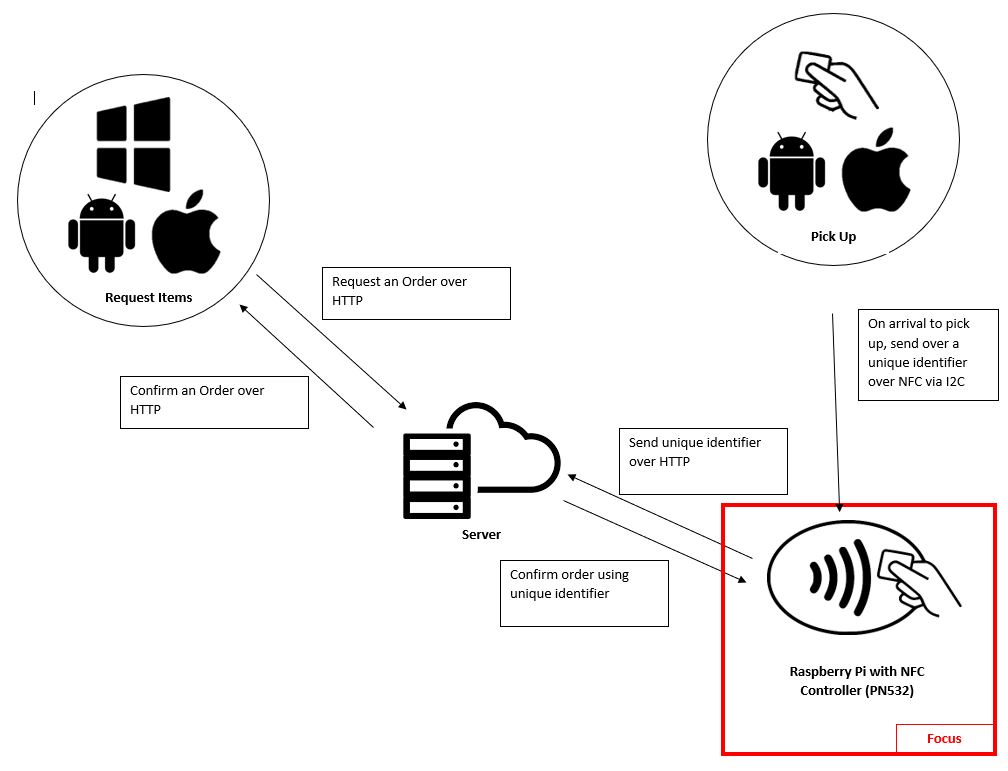 Pick Up
Request Items
Request an Order over
HTTP
On arrival to pick
up, send over a
unique identifier
over NFC via I2C
Confirm an Order over
HTTP
Send unique identifier
over HTTP
Server
Confirm order using
unique identifier
Raspberry Pi with NFC
Controller (PN532)
Focus